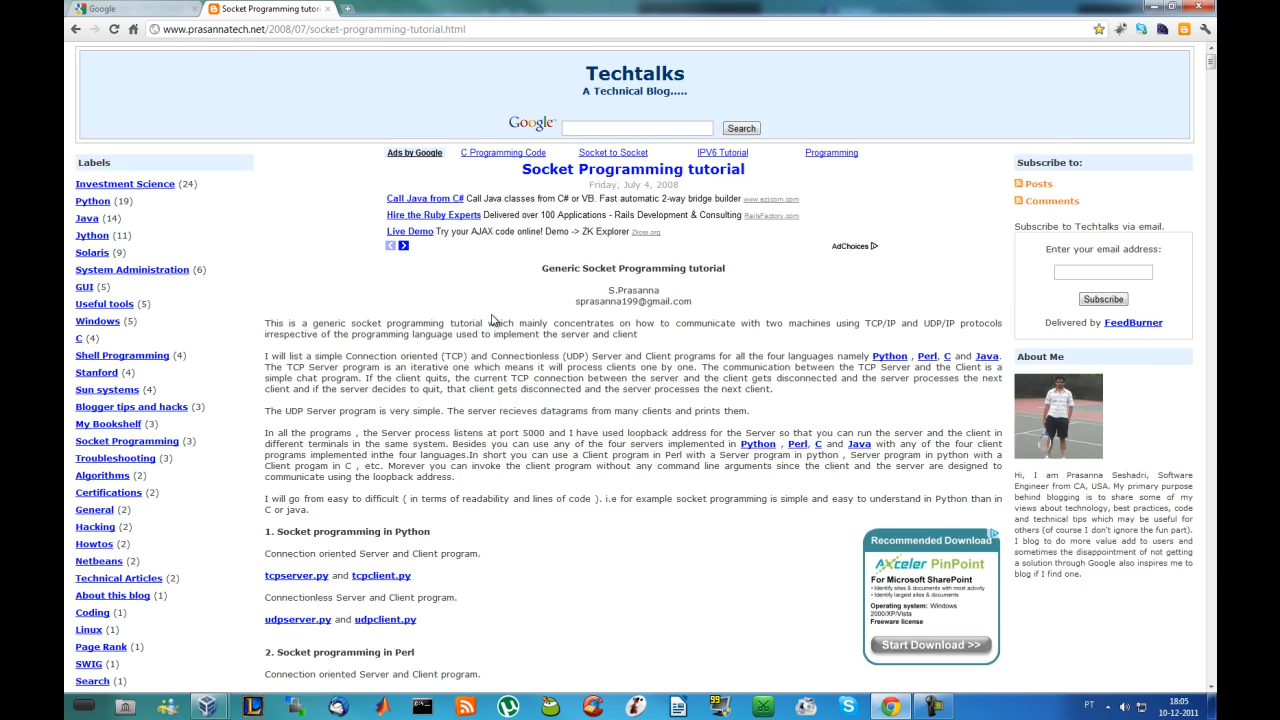 Google
Socket Programming tutori
www.prasannatech.net/2008/07/socket-programming-tutorial.html
Techtalks
A Technical Blog.....
Google
Search
Ads by Google
C Programming Code
Socket to Socket
IPV6 Tutorial
Programming
Socket Programming tutorial
Friday, July 4, 2008
Call Java from C# Call Java classes from C# or VB. Fast automatic 2-way bridge builder www.ezjcom.com
Hire the Ruby Experts Delivered over 100 Applications - Rails Development & Consulting RailsFactory.com
Live Demo Try your AJAX code online! Demo -> ZK Explorer Zkoss.org
AdChoices
Generic Socket Programming tutorial
S.Prasanna
sprasanna199@gmail.com
This is a generic socket programming tutorial which mainly concentrates on how to communicate with two machines using TCP/IP and UDP/IP protocols
irrespective of the programming language used to implement the server and client
I will list a simple Connection oriented (TCP) and Connectionless (UDP) Server and Client programs for all the four languages namely Python , Perl, C and Java.
The TCP Server program is an iterative one which means it will process clients one by one. The communication between the TCP Server and the Client is a
simple chat program. If the client quits, the current TCP connection between the server and the client gets disconnected and the server processes the next
client and if the server decides to quit, that client gets disconnected and the server processes the next client.
The UDP Server program is very simple. The server recieves datagrams from many clients and prints them.
In all the programs , the Server process listens at port 5000 and I have used loopback address for the Server so that you can run the server and the client in
different terminals in the same system. Besides you can use any of the four servers implemented in Python , Perl, C and Java with any of the four client
programs implemented inthe four languages.In short you can use a Client program in Perl with a Server program in python , Server program in python with a
Client progam in C , etc. Morever you can invoke the client program without any command line arguments since the client and the server are designed to
communicate using the loopback address.
I will go from easy to difficult ( in terms of readability and lines of code ). i.e for example socket programming is simple and easy to understand in Python than in
C or java.
1. Socket programming in Python
Connection oriented Server and Client program.
tcpserver.py and tcpclient.py
Connectionless Server and Client program.
udpserver.py and udpclient.py
2. Socket programming in Perl
Connection oriented Server and Client program.
Labels
Investment Science (24)
Python (19)
Java (14)
Jython (11)
Solaris (9)
System Administration (6)
GUI (5)
Useful tools (5)
Windows (5)
C (4)
Shell Programming (4)
Stanford (4)
Sun systems (4)
Blogger tips and hacks (3)
My Bookshelf (3)
Socket Programming (3)
Troubleshooting (3)
Algorithms (2)
Certifications (2)
General (2)
Hacking (2)
Howtos (2)
Netbeans (2)
Technical Articles (2)
About this blog (1)
Coding (1)
Linux (1)
Page Rank (1)
SWIG (1)
Search (1)
Subscribe to:
Posts
Comments
Subscribe to Techtalks via email.
Enter your email address:
Subscribe
Delivered by FeedBurner
About Me
Hi, I am Prasanna Seshadri, Software
Engineer from CA, USA. My primary purpose
behind blogging is to share some of my
views about technology, best practices, code
and technical tips which may be useful for
others (of course I don't ignore the fun part).
I blog to do more value add to users and
sometimes the disappointment of not getting
a solution through Google also inspires me to
blog if I find one.
Recommended Download
AXceler PinPoint
For Microsoft SharePoint
• Identify sites & documents with most activity
• Identify largest sites & documents
Operating system: Windows
2000/XP/Vista
Freeware license
Start Download >>
99
PT
18:05
10-12-2011